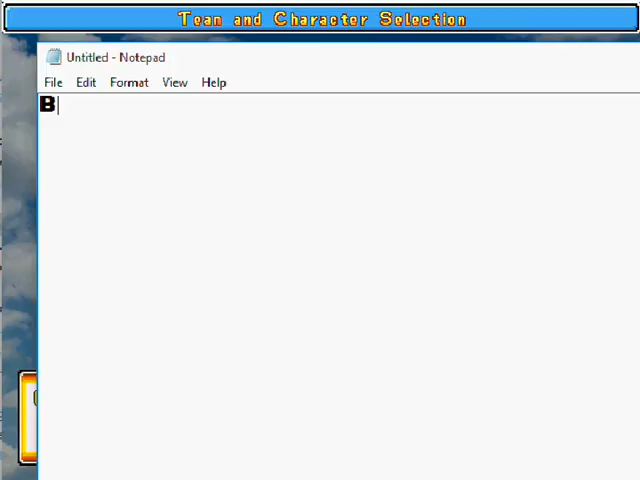 Team and Character Selection
Untitled - Notepad
File Edit Format View Help
B